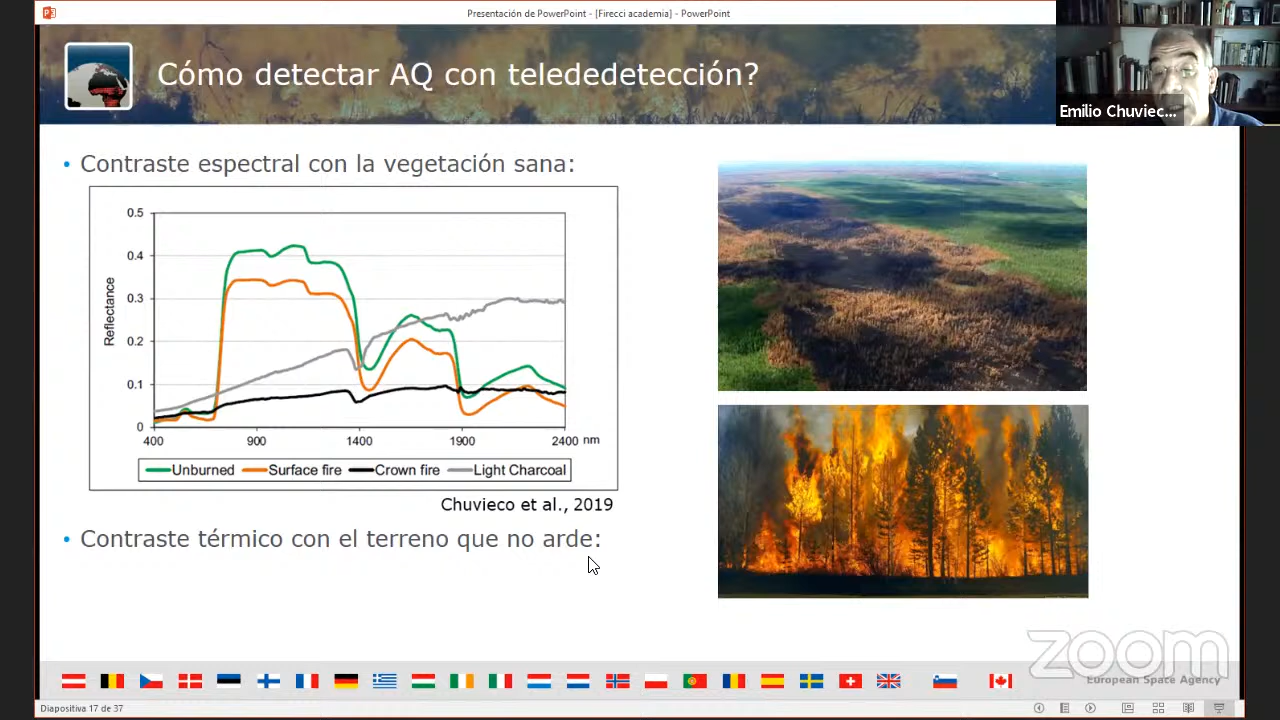 Presentación de PowerPoint - [Firecci academia] - PowerPoint
Cómo detectar AQ con teledede​tección?
Emilio Chuviec...
• Contraste espectral con la vegetación sana:
Reflectance
0.5
0.4
0.3
0.2
0.1
0
400 900 1400 1900 2400 nm
Unburned Surface fire Crown fire Light Charcoal
Chuvieco et al., 2019
• Contraste térmico con el terreno que no arde:
zoom
European Space Agency
Diapositiva 17 de 37